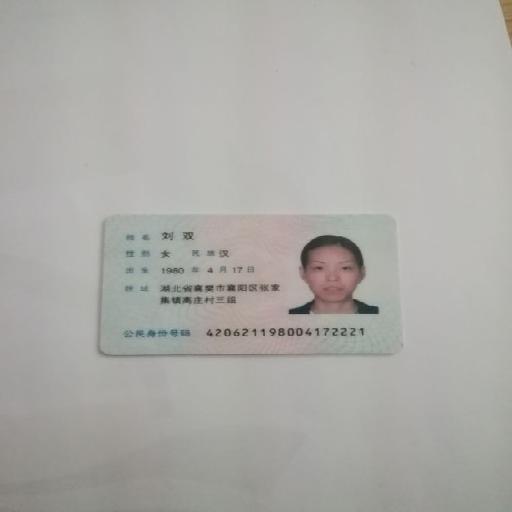 姓名 刘双
性别 女 民族 汉
出生 1980 年 4 月 17 日
住址 湖北省襄樊市襄阳区张家
集镇高庄村三组
公民身份号码 420621198004172221